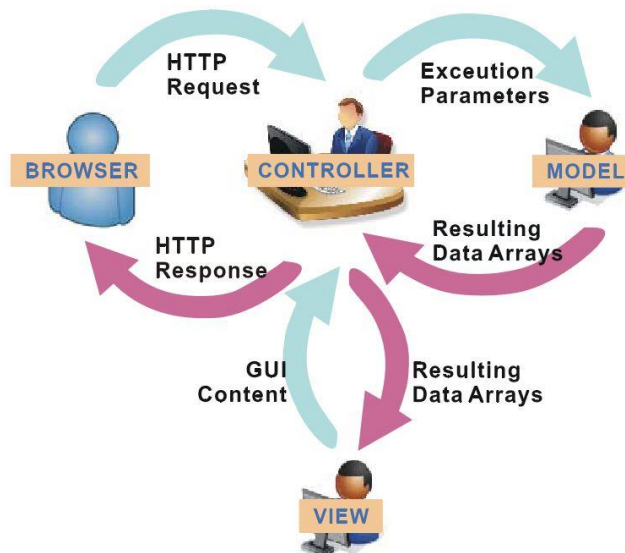 HTTP
Request
Exceution
Parameters
BROWSER
CONTROLLER
MODEL
HTTP
Response
Resulting
Data Arrays
GUI
Content
Resulting
Data Arrays
VIEW